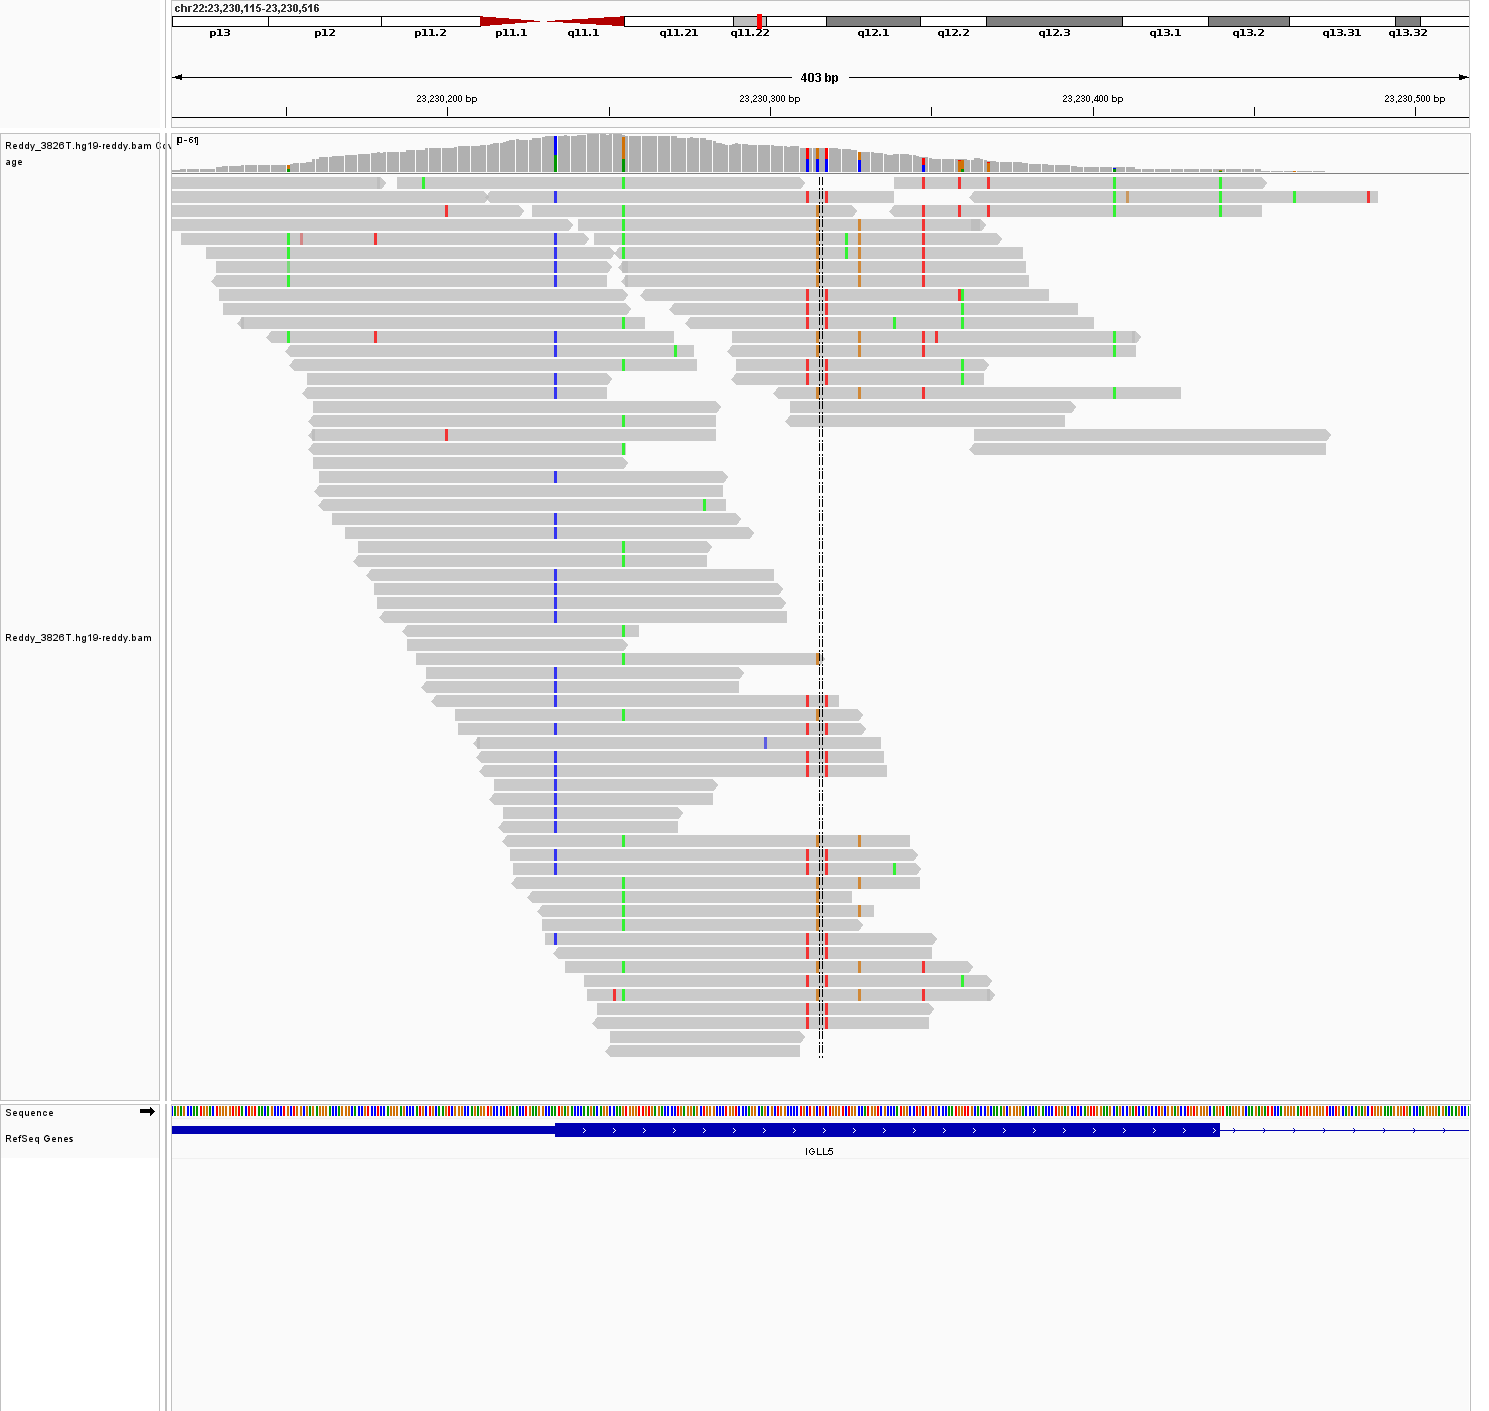 chr22:23,230,115-23,230,516
p13 p12 p11.2 p11.1 q11.1 q11.21 q11.22 q12.1 q12.2 q12.3 q13.1 q13.2 q13.31 q13.32
403 bp
23,230,200 bp 23,230,300 bp 23,230,400 bp 23,230,500 bp
[0-61]
Reddy_3826T.hg19-reddy.bam Cov
age
Reddy_3826T.hg19-reddy.bam
Sequence
RefSeq Genes
IGLL5